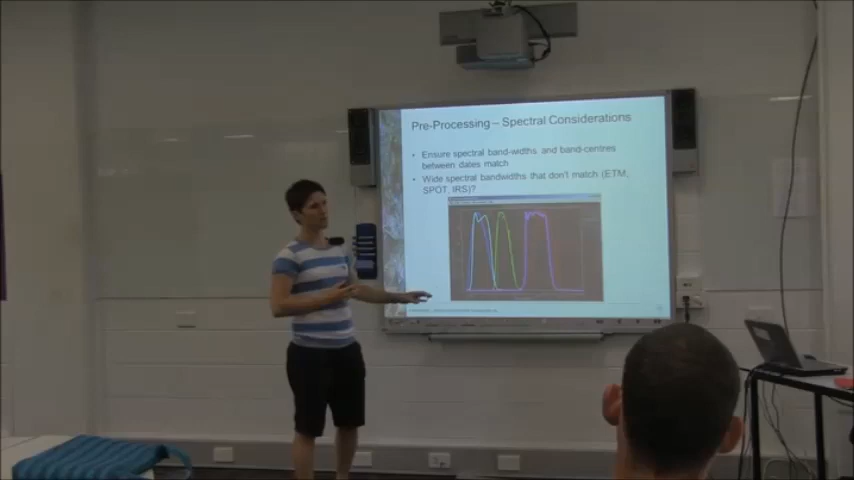 Pre-Processing – Spectral Considerations
• Ensure spectral band-widths and band-centres
between dates match
• Wide spectral bandwidths that don't match (ETM,
SPOT, IRS)?